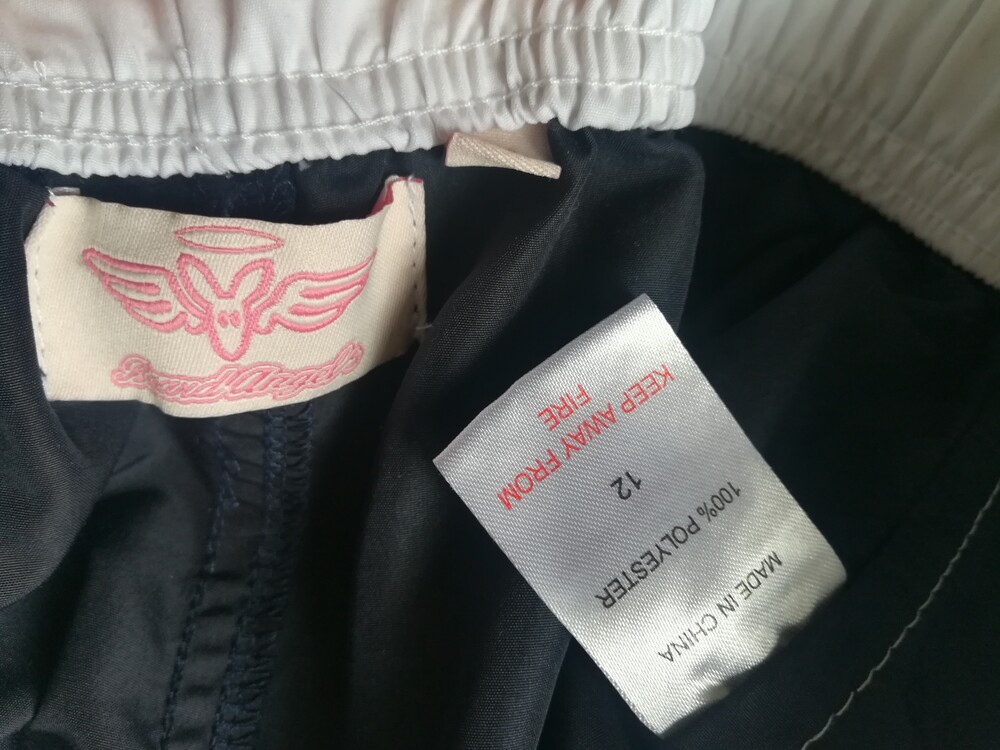 MADE IN CHINA
100% POLYESTER
12
KEEP AWAY FROM
FIRE